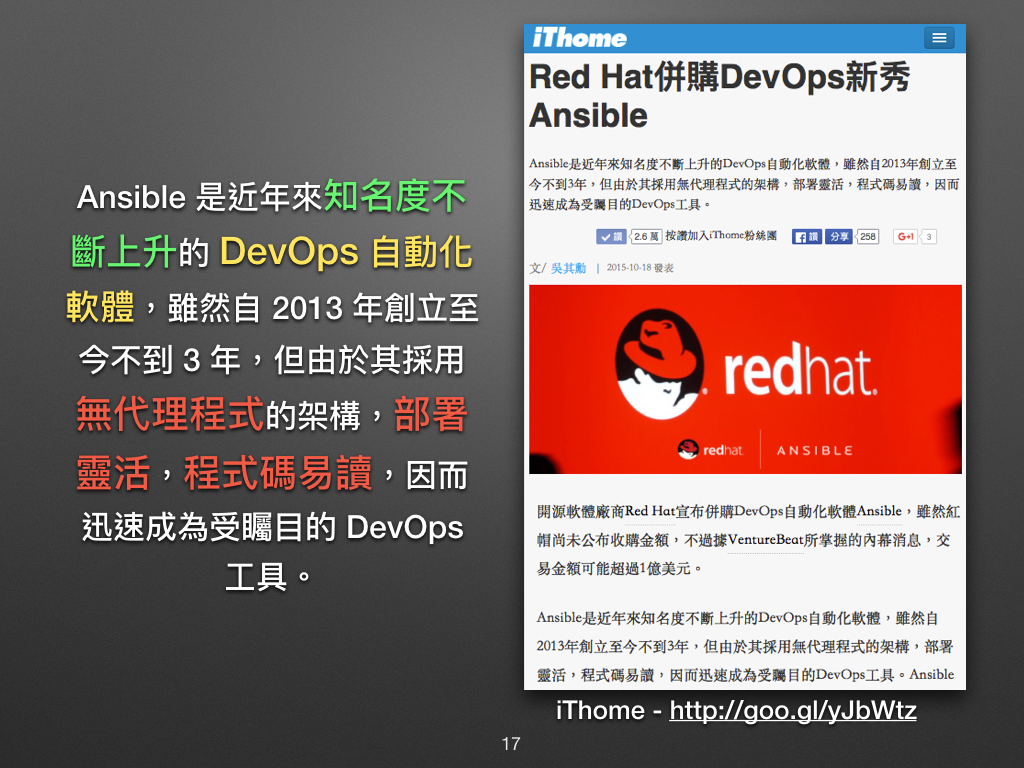 Ansible 是近年來知名度不
斷上升的 DevOps 自動化
軟體，雖然自 2013 年創立至
今不到 3 年，但由於其採用
無代理程式的架構，部署
靈活，程式碼易讀，因而
迅速成為受矚目的 DevOps
工具。
iThome
Red Hat併購DevOps新秀
Ansible
Ansible是近年來知名度不斷上升的DevOps自動化軟體，雖然自2013年創立至
今不到3年，但由於其採用無代理程式的架構，部署靈活，程式碼易讀，因而
迅速成為受矚目的DevOps工具。
讚 2.6 萬 按讚加入iThome粉絲團 讚 分享 258 G+1 3
文/ 吳其勳 | 2015-10-18 發表
redhat.
redhat. ANSIBLE
開源軟體廠商Red Hat宣布併購DevOps自動化軟體Ansible，雖然紅
帽尚未公布收購金額，不過據VentureBeat所掌握的內幕消息，交
易金額可能超過1億美元。
Ansible是近年來知名度不斷上升的DevOps自動化軟體，雖然自
2013年創立至今不到3年，但由於其採用無代理程式的架構，部署
靈活，程式碼易讀，因而迅速成為受矚目的DevOps工具。Ansible
iThome - http://goo.gl/yJbWtz
17